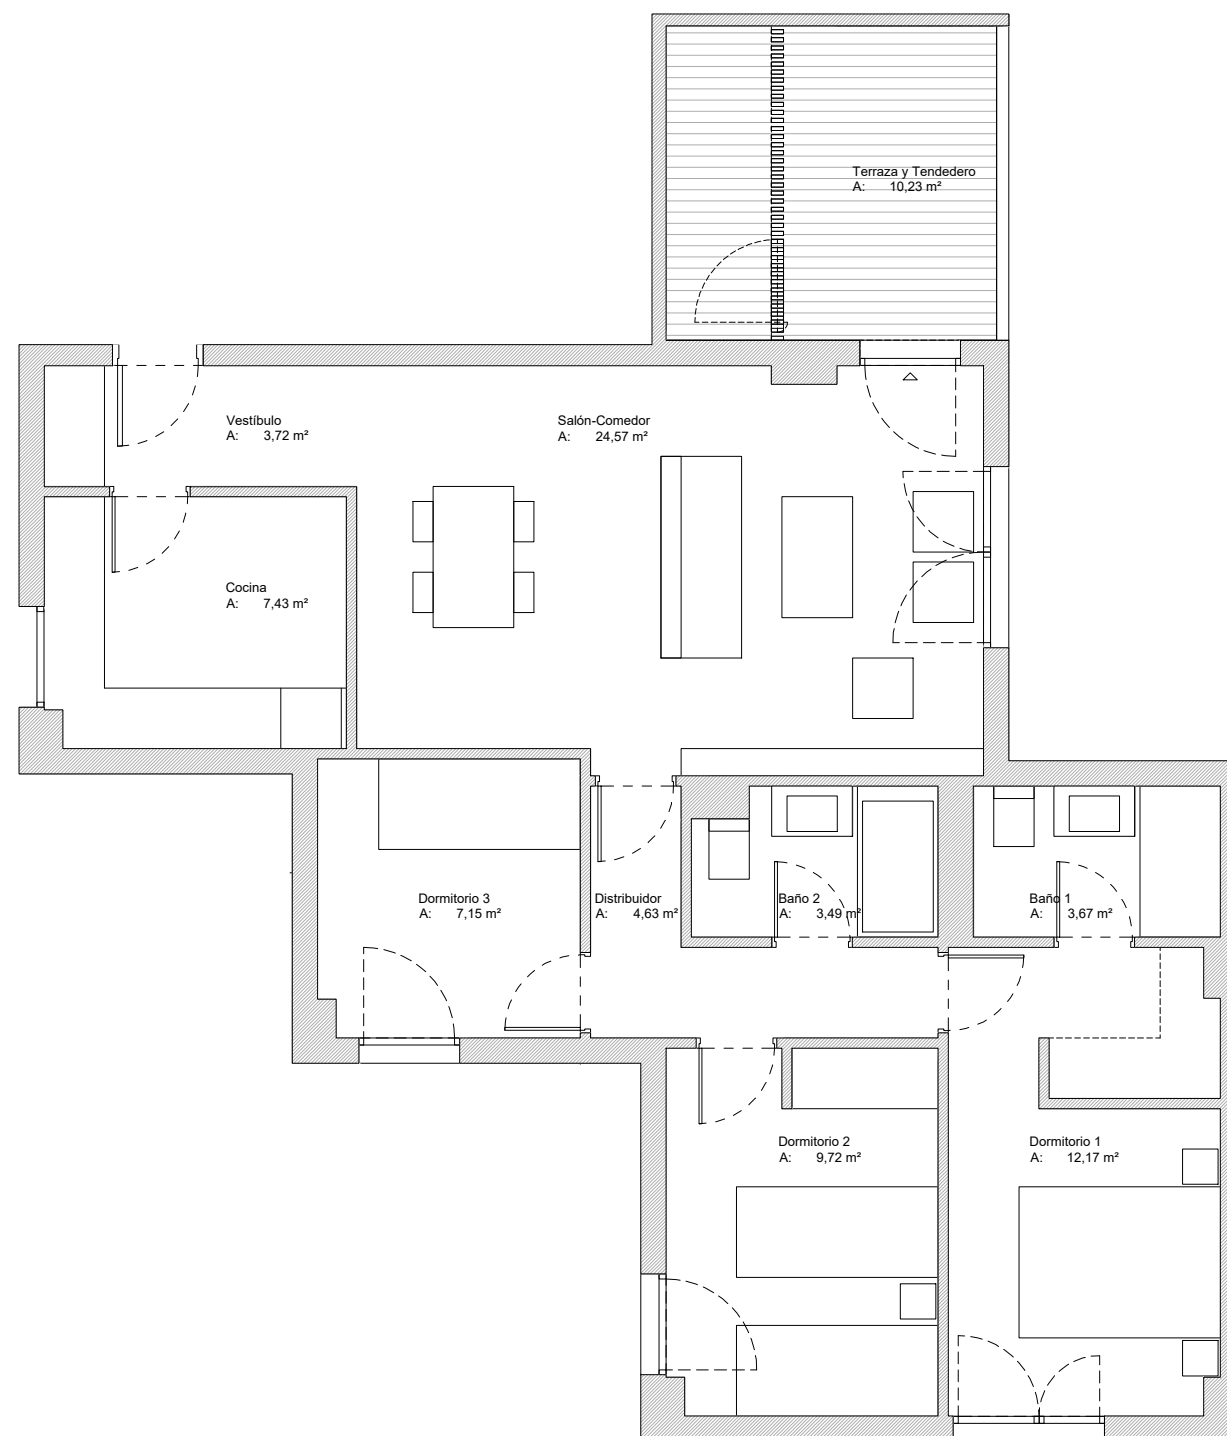 Terraza y Tendedero
A: 10,23 m²
Vestíbulo
A: 3,72 m²
Salón-Comedor
A: 24,57 m²
Cocina
A: 7,43 m²
Dormitorio 3
A: 7,15 m²
Distribuidor
A: 4,63 m²
Baño 2
A: 3,49 m²
Baño 1
A: 3,67 m²
Dormitorio 2
A: 9,72 m²
Dormitorio 1
A: 12,17 m²